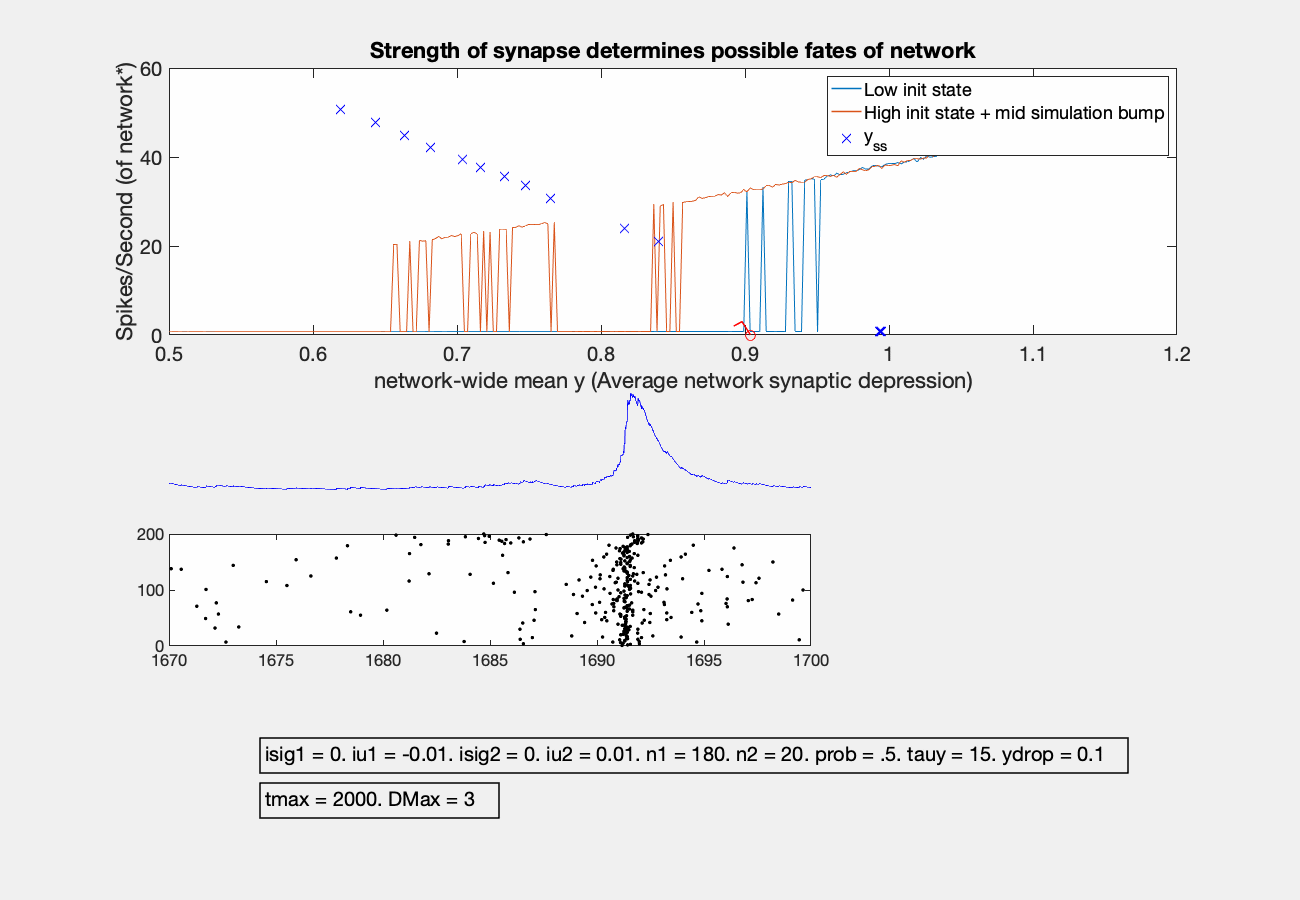 Strength of synapse determines possible fates of network
Spikes/Second (of network*)
60
40
20
0
Low init state
High init state + mid simulation bump
y_ss
0.5 0.6 0.7 0.8 0.9 1 1.1 1.2
network-wide mean y (Average network synaptic depression)
200
100
0
1670 1675 1680 1685 1690 1695 1700
isig1 = 0. iu1 = -0.01. isig2 = 0. iu2 = 0.01. n1 = 180. n2 = 20. prob = .5. tauy = 15. ydrop = 0.1
tmax = 2000. DMax = 3